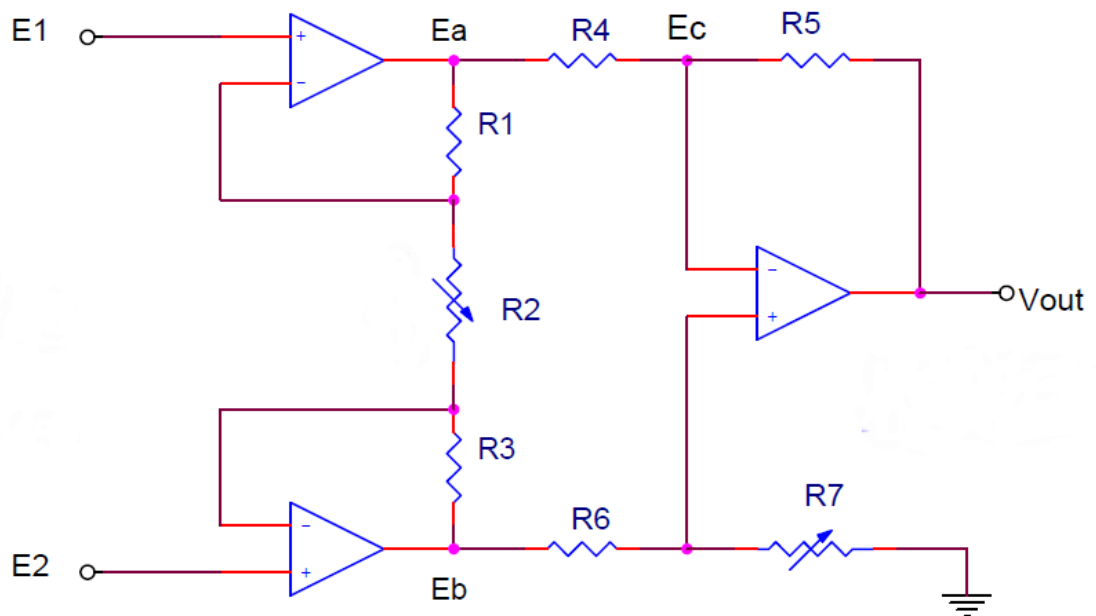 E1
+
−
Ea
R4
Ec
R5
R1
R2
−
+
Vout
R3
−
+
R6
R7
E2
Eb